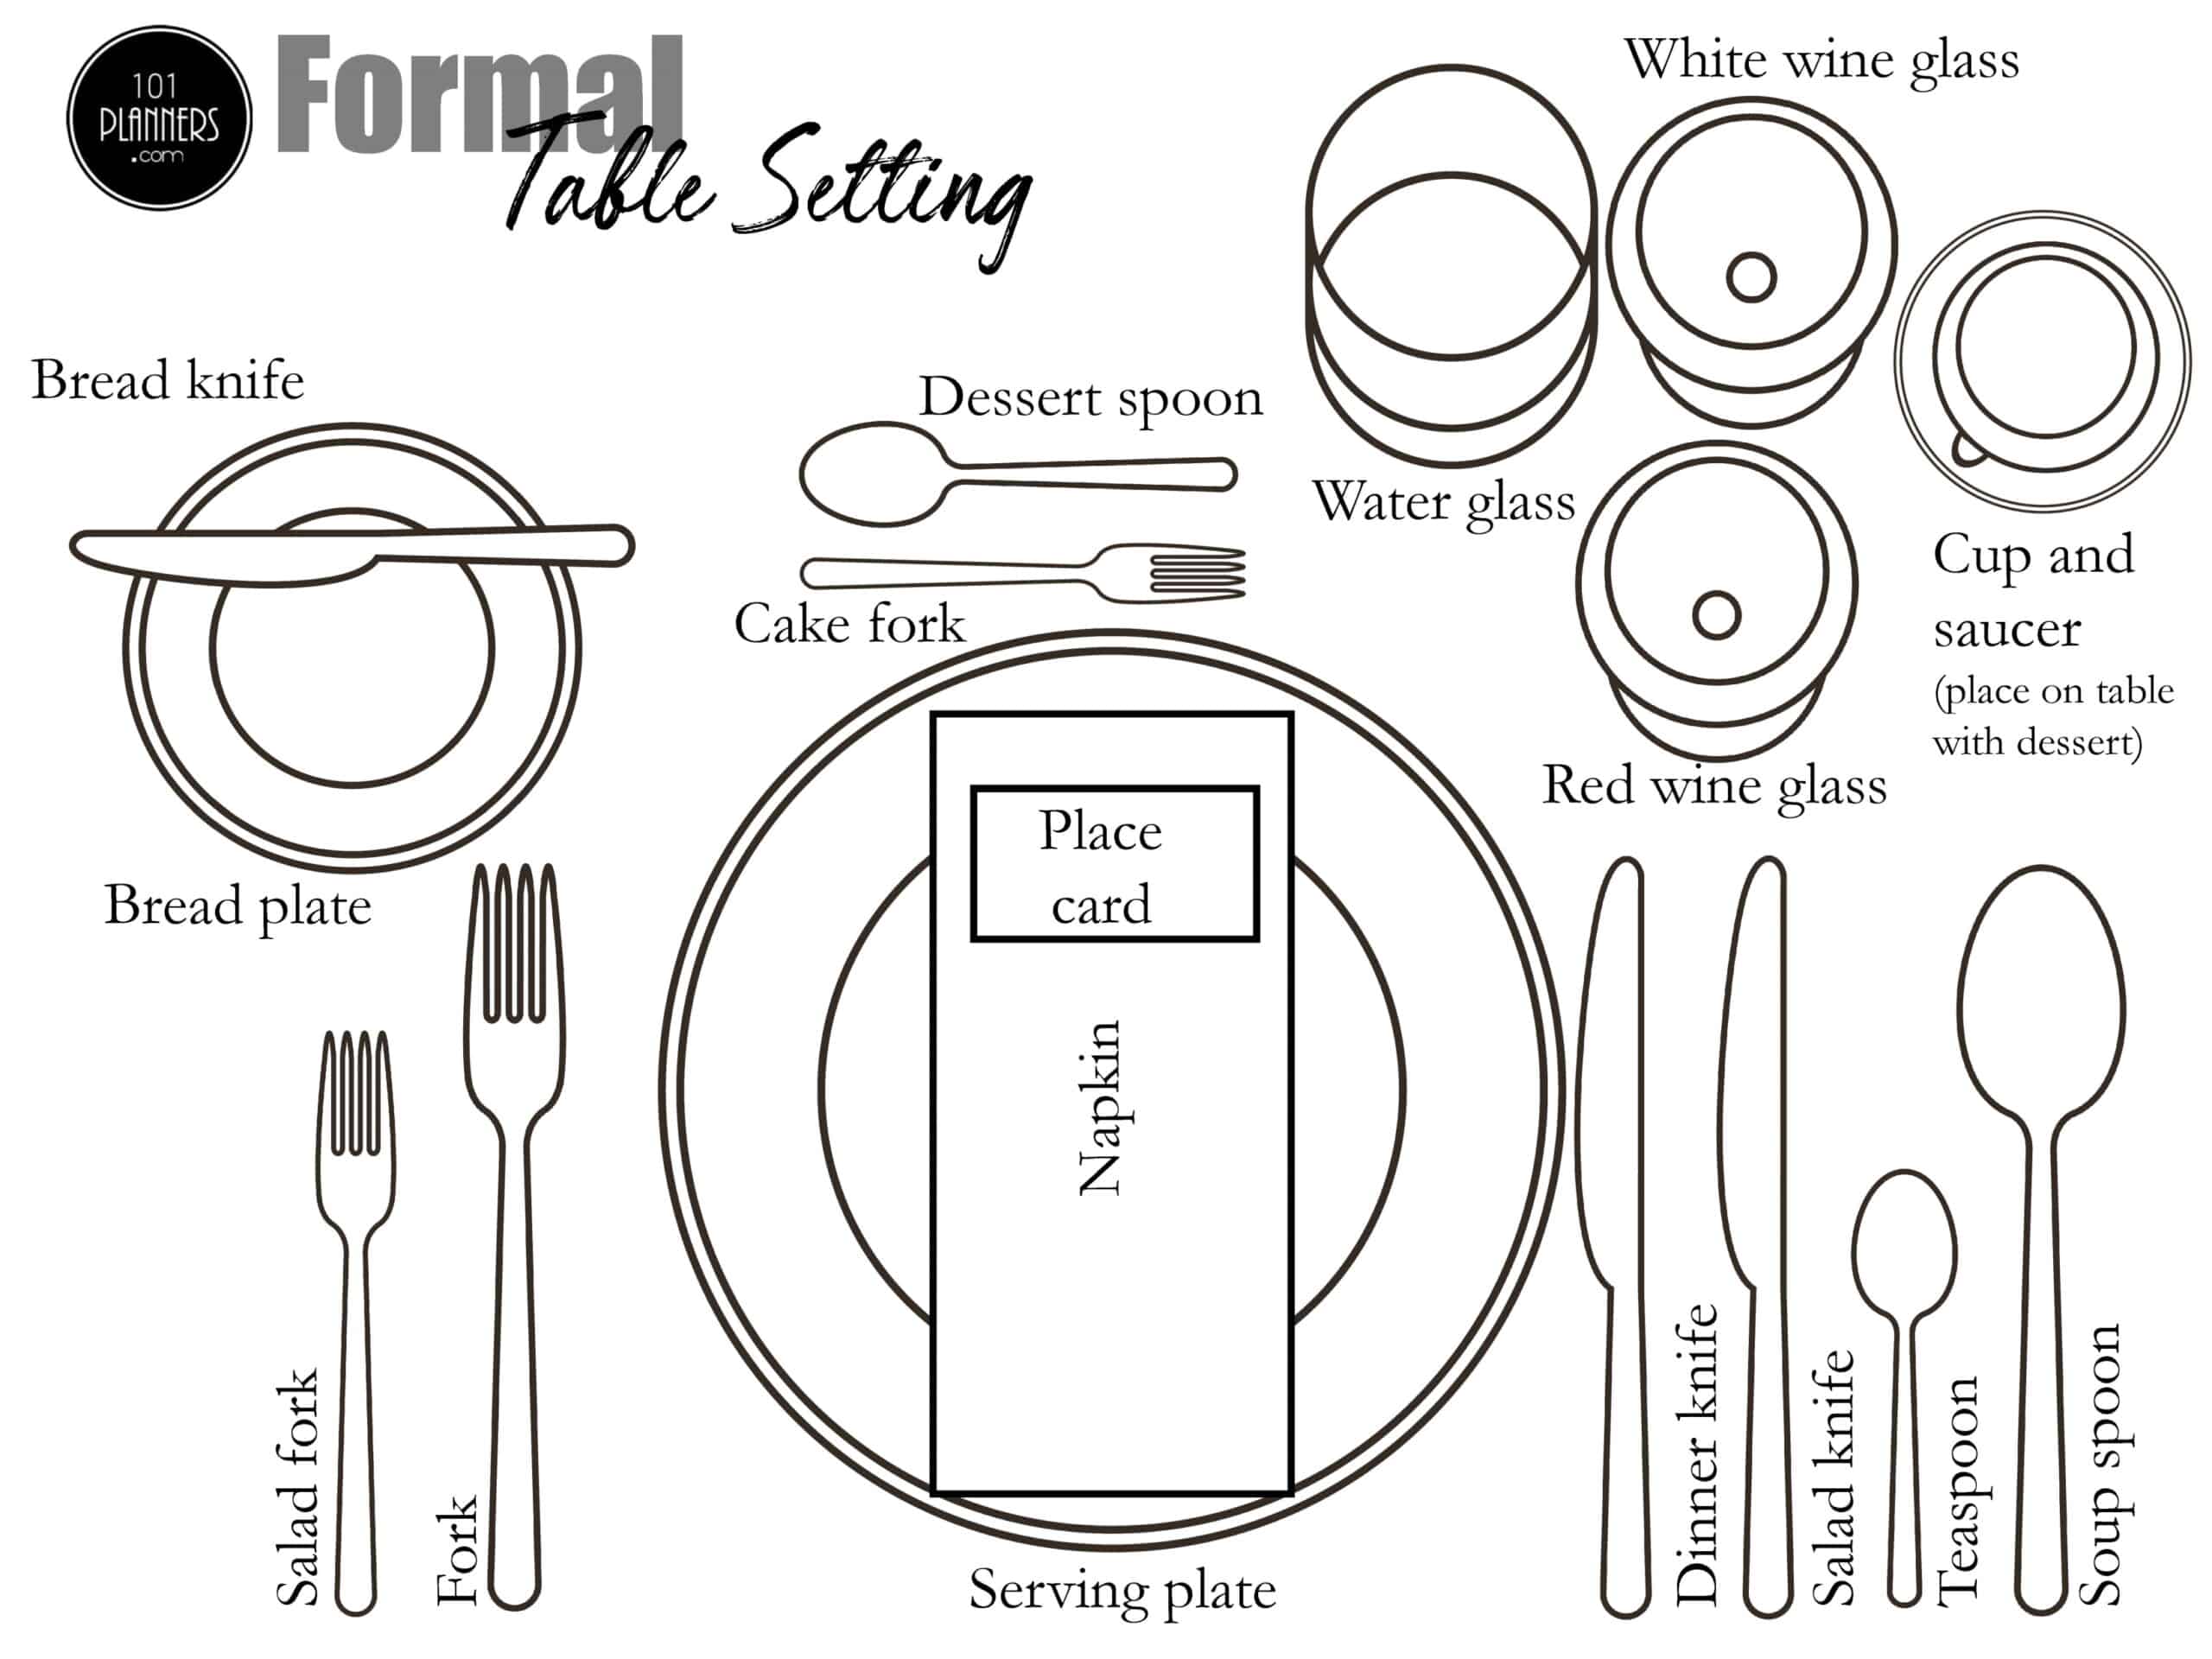 101
PLANNERS
.com
Formal
Table Setting
White wine glass
Bread knife
Dessert spoon
Water glass
Cup and
saucer
(place on table
with dessert)
Cake fork
Red wine glass
Place
card
Bread plate
Napkin
Salad fork
Fork
Dinner knife
Salad knife
Teaspoon
Soup spoon
Serving plate